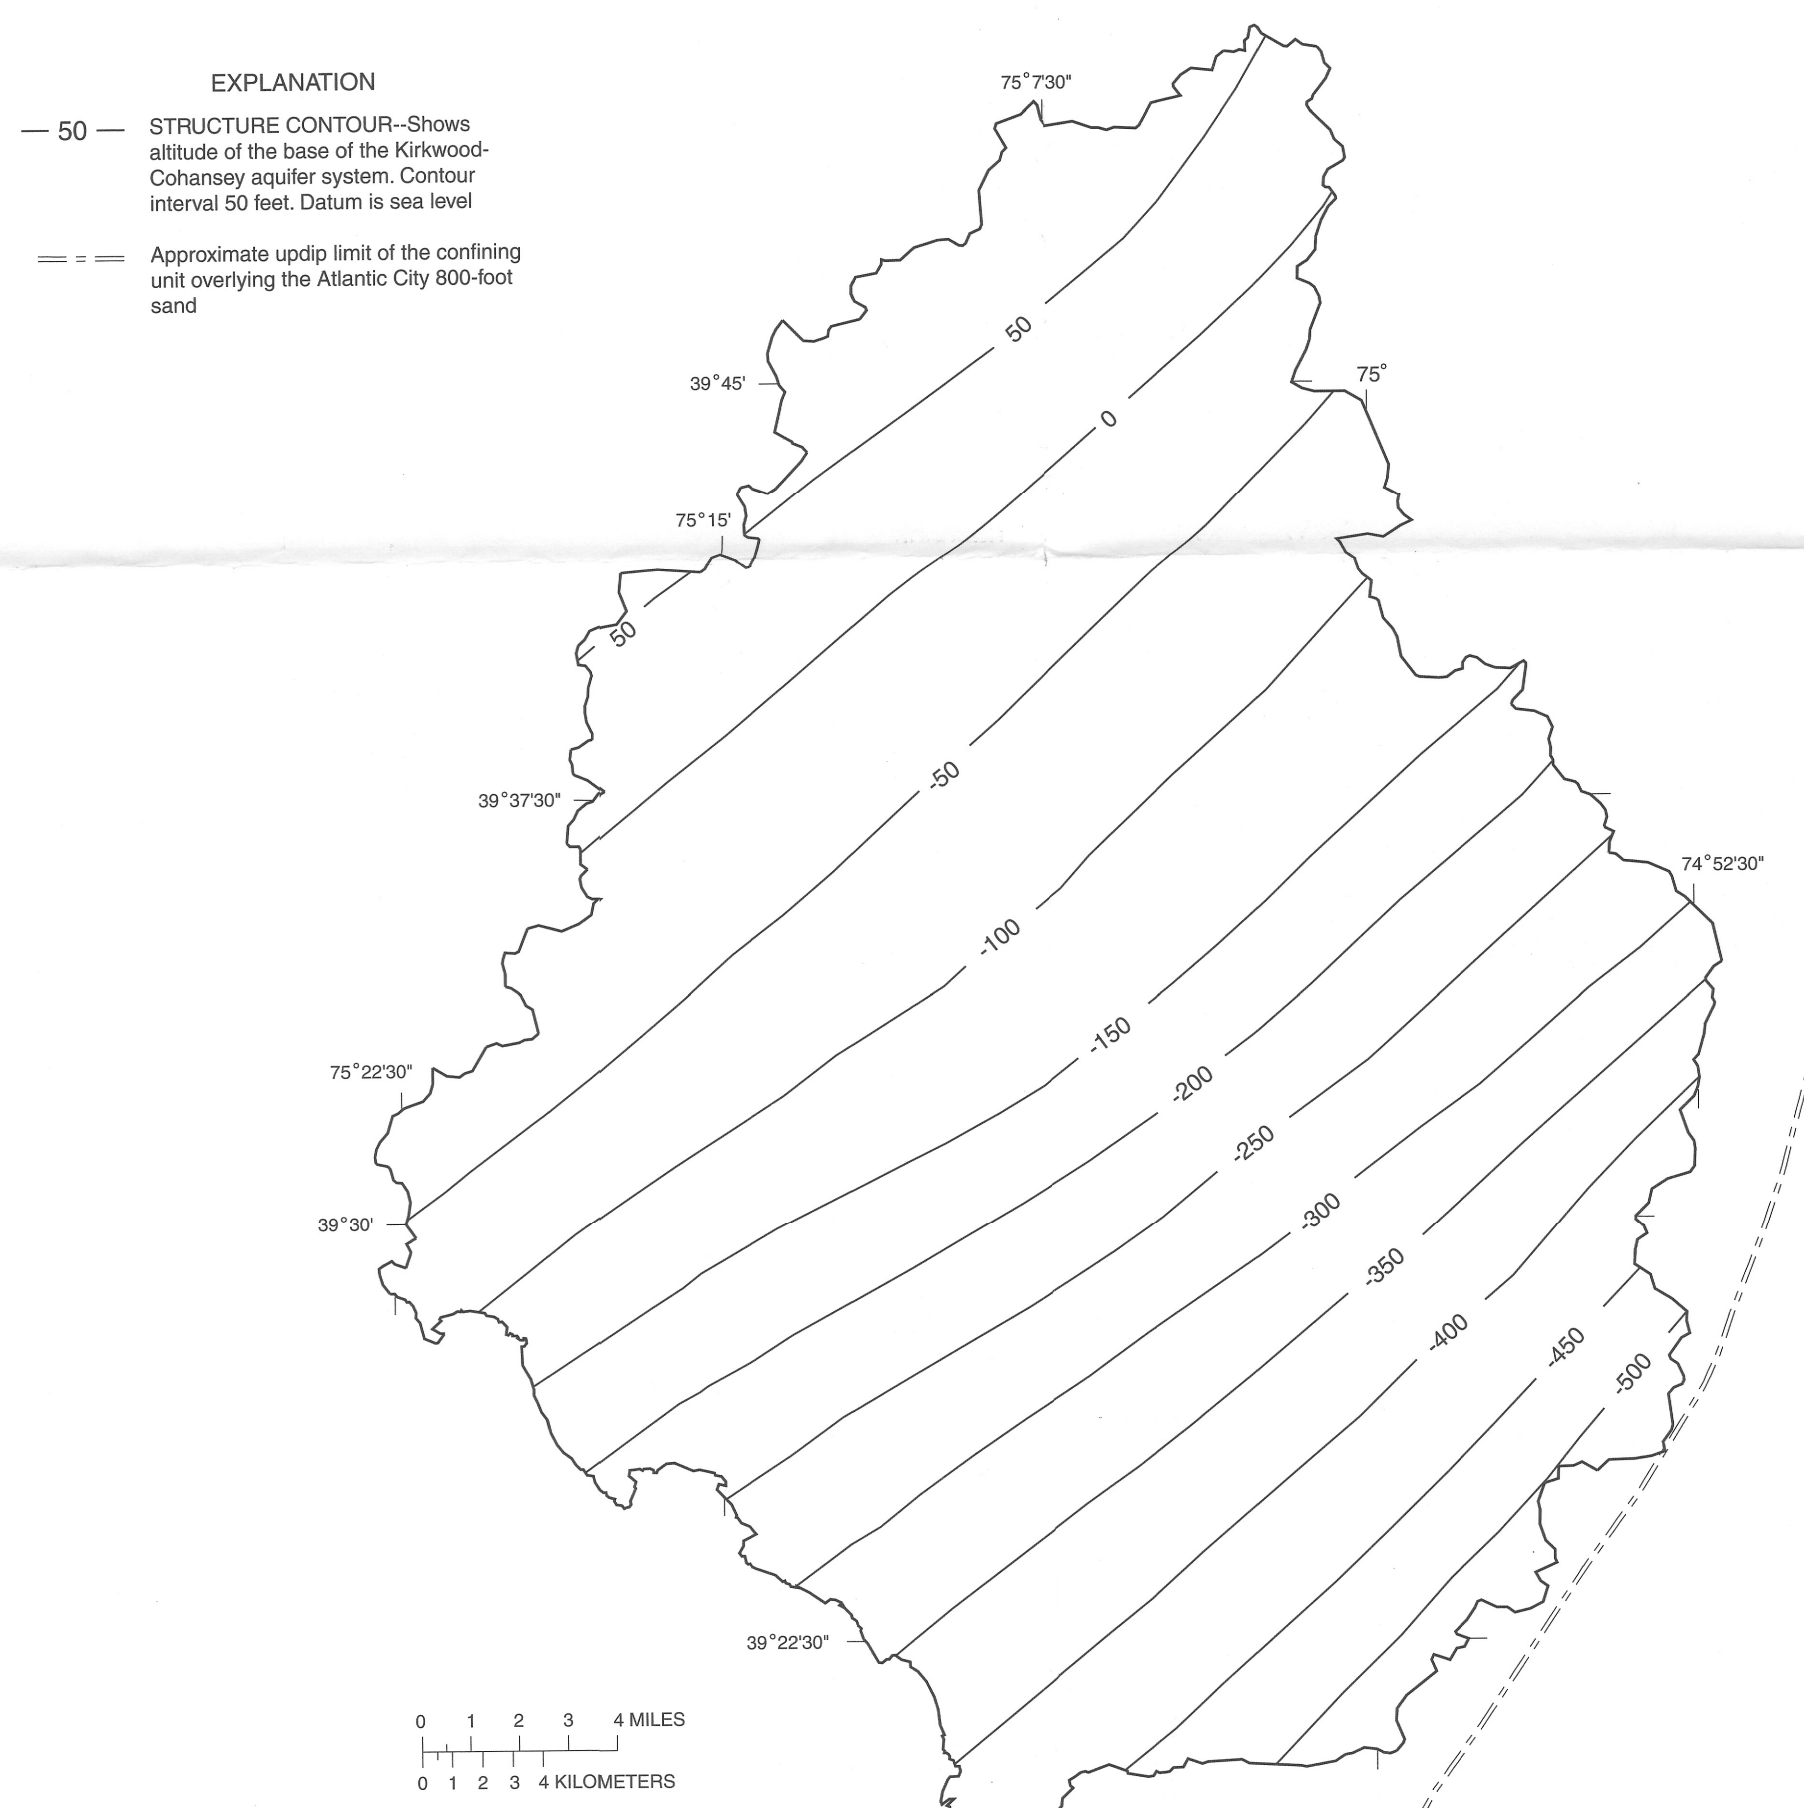 EXPLANATION
— 50 — STRUCTURE CONTOUR--Shows
altitude of the base of the Kirkwood-
Cohansey aquifer system. Contour
interval 50 feet. Datum is sea level
Approximate updip limit of the confining
unit overlying the Atlantic City 800-foot
sand
75°7'30"
50
39°45'
75°
0
75°15'
50
-50
39°37'30"
74°52'30"
-100
-150
75°22'30"
-200
-250
39°30'
-300
-350
-400
-450
-500
39°22'30"
0 1 2 3 4 MILES
0 1 2 3 4 KILOMETERS